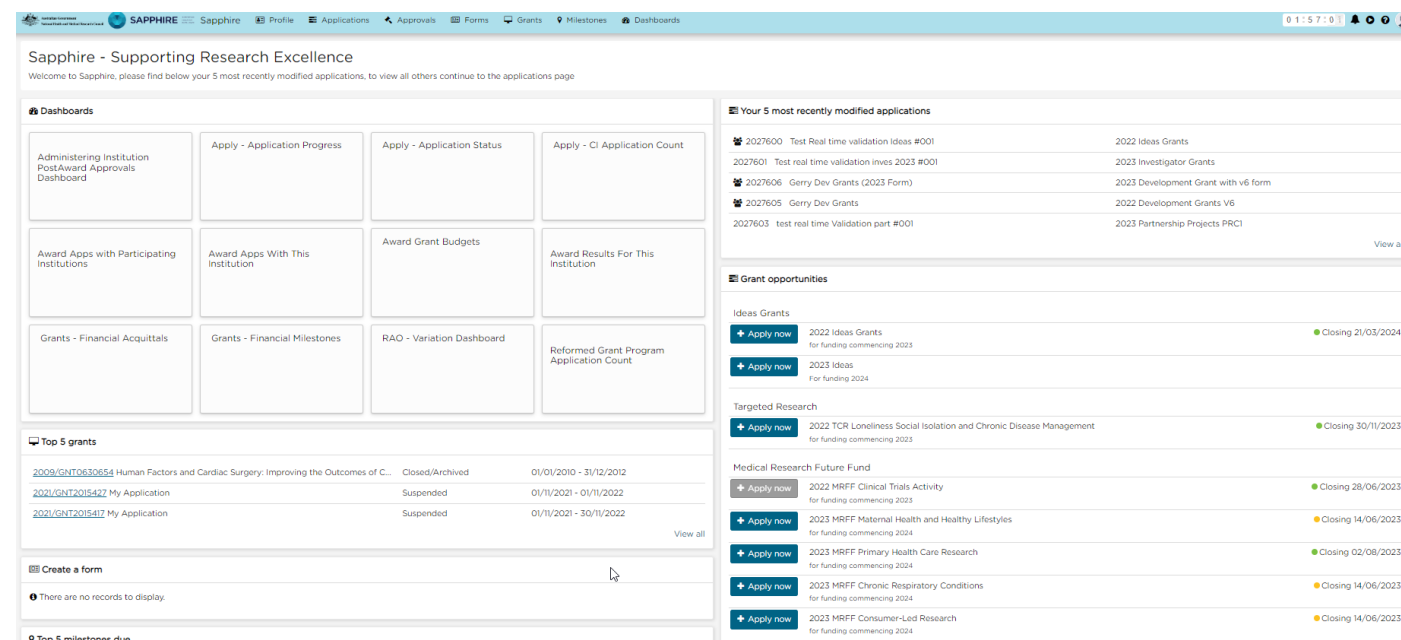 Australian Government
National Health and Medical Research Council
SAPPHIRE
Sapphire
Profile
Applications
Approvals
Forms
Grants
Milestones
Dashboards
01:57:01
Sapphire - Supporting Research Excellence
Welcome to Sapphire, please find below your 5 most recently modified applications, to view all others continue to the applications page
Dashboards
Administering Institution
PostAward Approvals
Dashboard
Apply - Application Progress
Apply - Application Status
Apply - CI Application Count
Award Apps with Participating
Institutions
Award Apps With This
Institution
Award Grant Budgets
Award Results For This
Institution
Grants - Financial Acquittals
Grants - Financial Milestones
RAO - Variation Dashboard
Reformed Grant Program
Application Count
Top 5 grants
2009/GNT0630654 Human Factors and Cardiac Surgery: Improving the Outcomes of C... Closed/Archived 01/01/2010 - 31/12/2012
2021/GNT2015427 My Application Suspended 01/11/2021 - 01/11/2022
2021/GNT2015417 My Application Suspended 01/11/2021 - 30/11/2022
View all
Create a form
There are no records to display.
Top 5 milestones due
Your 5 most recently modified applications
2027600 Test Real time validation Ideas #001 2022 Ideas Grants
2027601 Test real time validation inves 2023 #001 2023 Investigator Grants
2027606 Gerry Dev Grants (2023 Form) 2023 Development Grant with v6 form
2027605 Gerry Dev Grants 2022 Development Grants V6
2027603 test real time Validation part #001 2023 Partnership Projects PRC1
View a
Grant opportunities
Ideas Grants
Apply now 2022 Ideas Grants Closing 21/03/2024
for funding commencing 2023
Apply now 2023 Ideas
For funding 2024
Targeted Research
Apply now 2022 TCR Loneliness Social Isolation and Chronic Disease Management Closing 30/11/2023
for funding commencing 2023
Medical Research Future Fund
Apply now 2022 MRFF Clinical Trials Activity Closing 28/06/2023
for funding commencing 2023
Apply now 2023 MRFF Maternal Health and Healthy Lifestyles Closing 14/06/2023
for funding commencing 2024
Apply now 2023 MRFF Primary Health Care Research Closing 02/08/2023
for funding commencing 2024
Apply now 2023 MRFF Chronic Respiratory Conditions Closing 14/06/2023
for funding commencing 2024
Apply now 2023 MRFF Consumer-Led Research Closing 14/06/2023
for funding commencing 2024